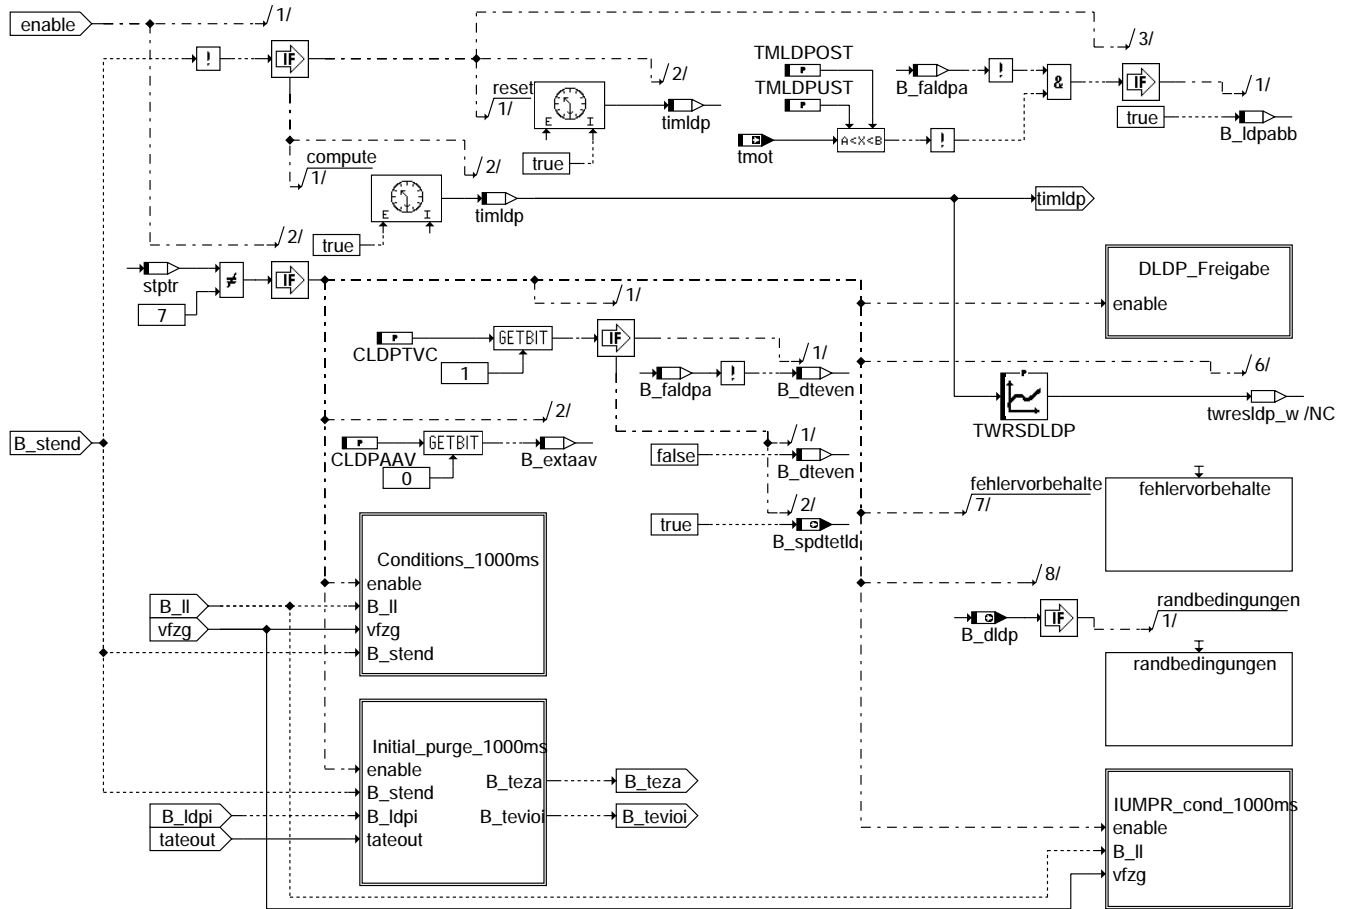 enable
/1/
!
IF
/3/
/2/
reset
/1/
E I
timldp
true
TMLDPOST
P
TMLDPUST
P
tmot
A<X<B
!
B_faldpa
!
&
IF
/1/
true
B_ldpabb
compute
/1/
/2/
E I
timldp
true
timldp
/2/
stptr
7
≠
IF
/1/
DLDP_Freigabe
enable
P
CLDPTVC
GETBIT
1
IF
/1/
B_faldpa
!
B_dteven
/6/
P
TWRSDLDP
twresldp_w /NC
/2/
P
CLDPAAV
GETBIT
0
B_extaav
B_stend
/1/
false
B_dteven
/2/
true
B_spdtetld
fehlervorbehalte
/7/
fehlervorbehalte
/8/
B_dldp
IF
randbedingungen
/1/
randbedingungen
Conditions_1000ms
enable
B_ll
vfzg
B_stend
B_ll
vfzg
Initial_purge_1000ms
enable
B_stend
B_ldpi
tateout
B_teza
B_tevioi
B_ldpi
tateout
B_teza
B_tevioi
IUMPR_cond_1000ms
enable
B_ll
vfzg